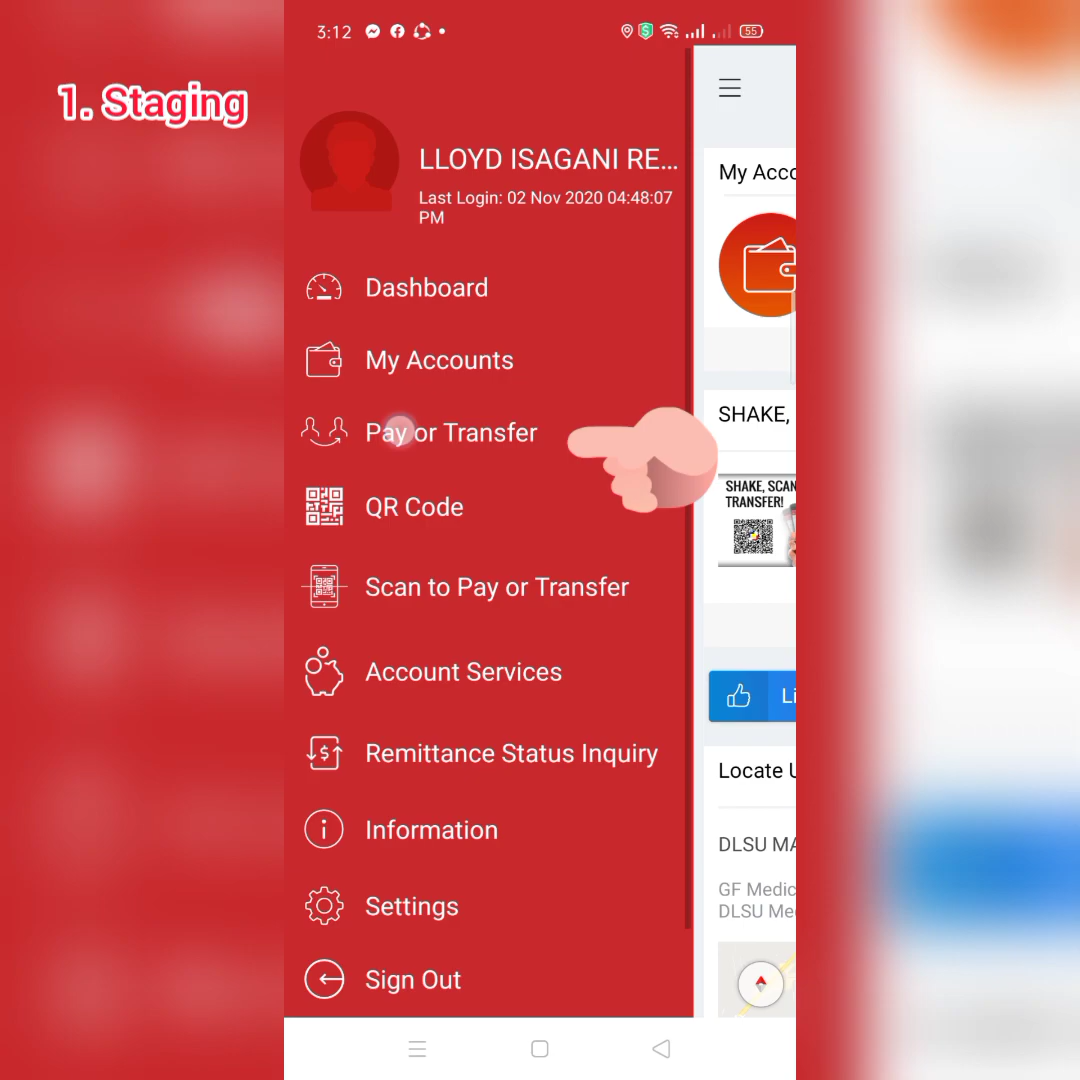 1. Staging
3:12
55
LLOYD ISAGANI RE...
Last Login: 02 Nov 2020 04:48:07
PM
Dashboard
My Accounts
Pay or Transfer
QR Code
Scan to Pay or Transfer
Account Services
Remittance Status Inquiry
Information
Settings
Sign Out
My Acco
SHAKE,
SHAKE, SCAN
TRANSFER!
Li
Locate U
DLSU MA
GF Medic
DLSU Me